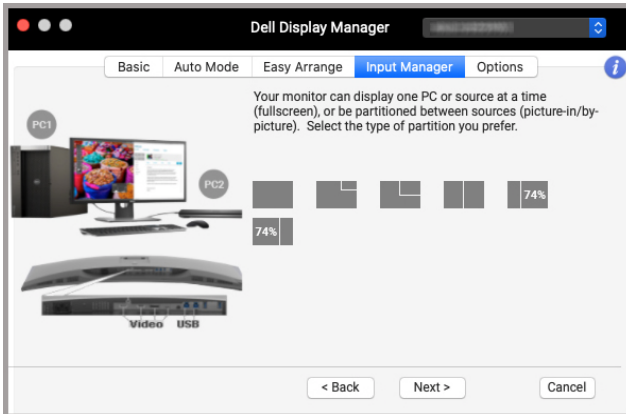 Dell Display Manager
Basic
Auto Mode
Easy Arrange
Input Manager
Options
i
Your monitor can display one PC or source at a time
(fullscreen), or be partitioned between sources (picture-in/by-
picture). Select the type of partition you prefer.
PC1
PC2
74%
74%
Video
USB
< Back
Next >
Cancel